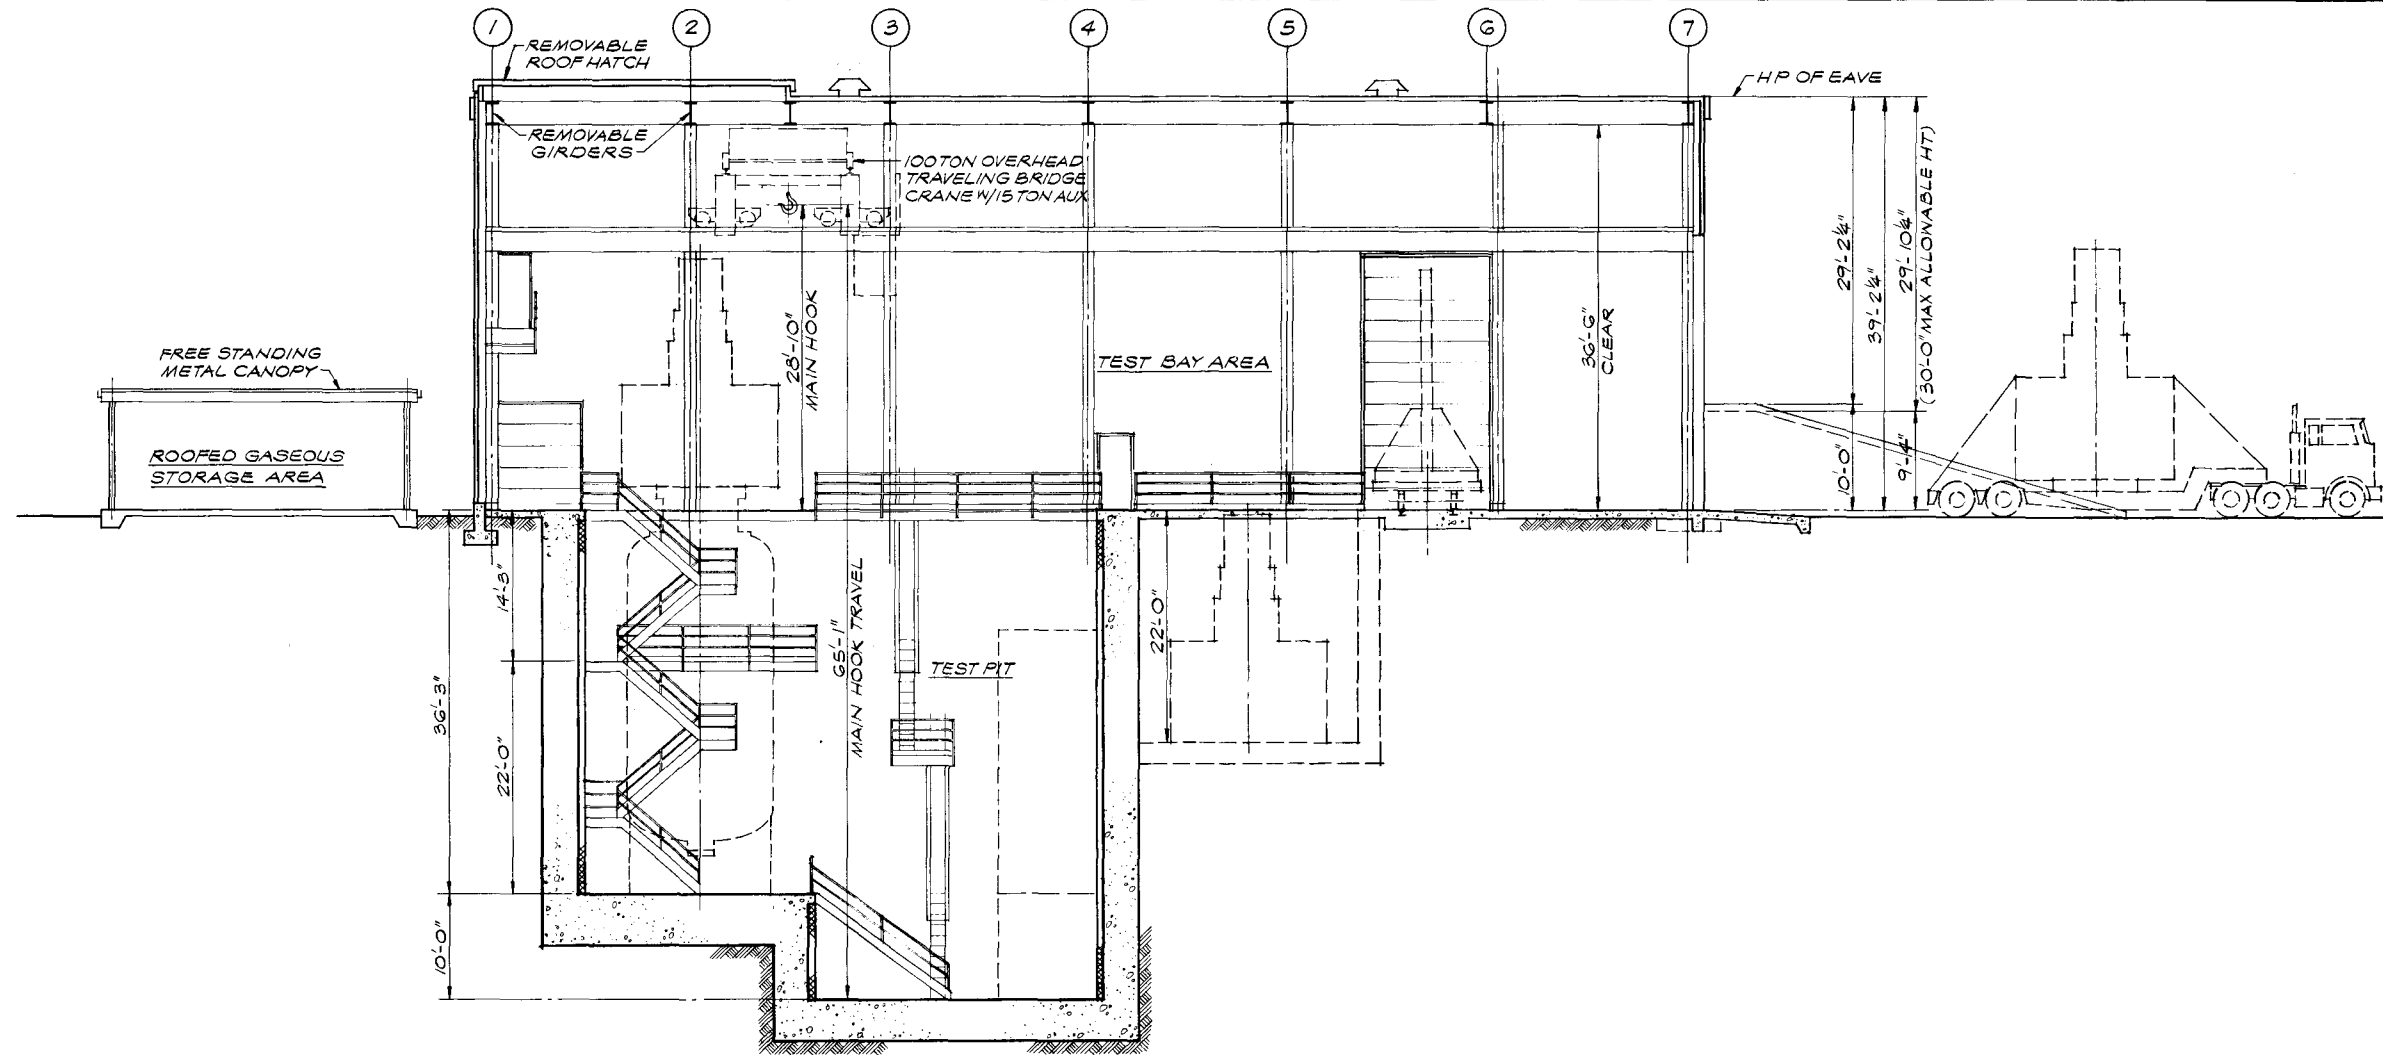 1 2 3 4 5 6 7
REMOVABLE
ROOF HATCH
H P OF EAVE
REMOVABLE
GIRDERS
100 TON OVERHEAD
TRAVELING BRIDGE
CRANE W/15 TON AUX
28'-10"
MAIN HOOK
36'-6"
CLEAR
29'-2¼"
39'-2¼"
29'-10¼"
(30'-0" MAX ALLOWABLE HT)
TEST BAY AREA
FREE STANDING
METAL CANOPY
ROOFED GASEOUS
STORAGE AREA
10'-0"
9'-4"
14'-3"
22'-0"
36'-3"
22'-0"
65'-1"
MAIN HOOK TRAVEL
TEST PIT
10'-0"